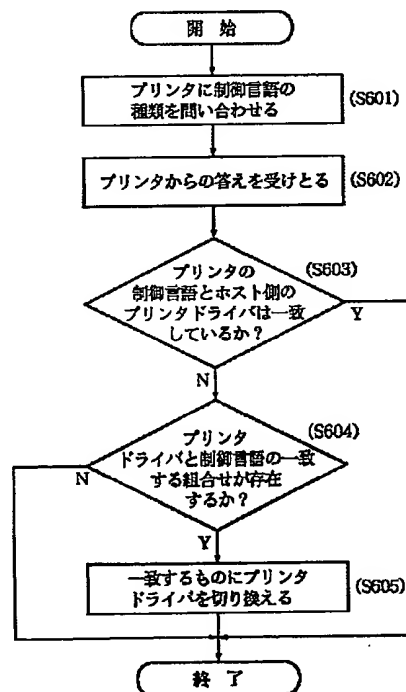 開始
プリンタに制御言語の
種類を問い合わせる
(S601)
プリンタからの答えを受けとる
(S602)
プリンタの
制御言語とホスト側の
プリンタドライバは一致
しているか?
(S603)
Y
N
プリンタ
ドライバと制御言語の一致
する組合せが存在
するか?
(S604)
N
Y
一致するものにプリンタ
ドライバを切り換える
(S605)
終了